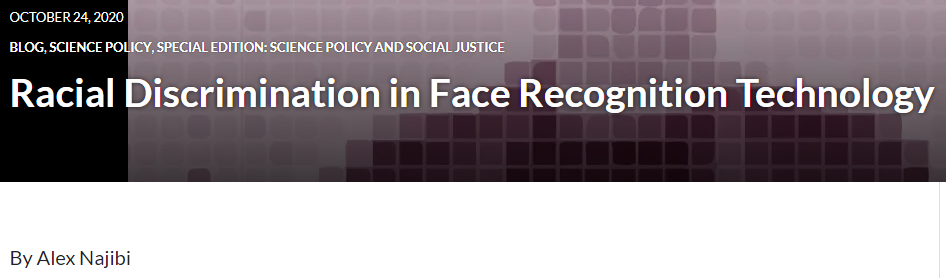 OCTOBER 24, 2020
BLOG, SCIENCE POLICY, SPECIAL EDITION: SCIENCE POLICY AND SOCIAL JUSTICE
Racial Discrimination in Face Recognition Technology
By Alex Najibi